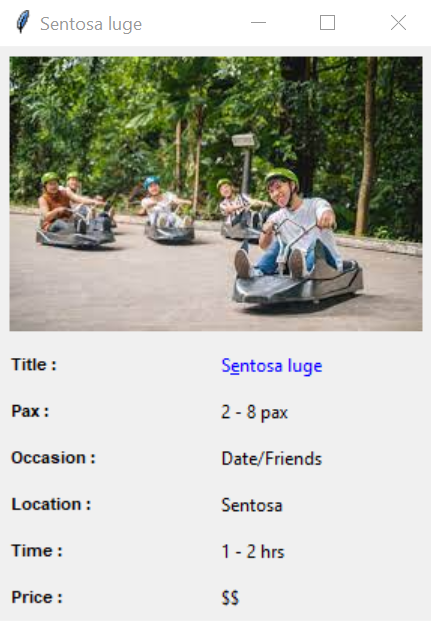 Sentosa luge
Title : Sentosa luge
Pax : 2 - 8 pax
Occasion : Date/Friends
Location : Sentosa
Time : 1 - 2 hrs
Price : $$